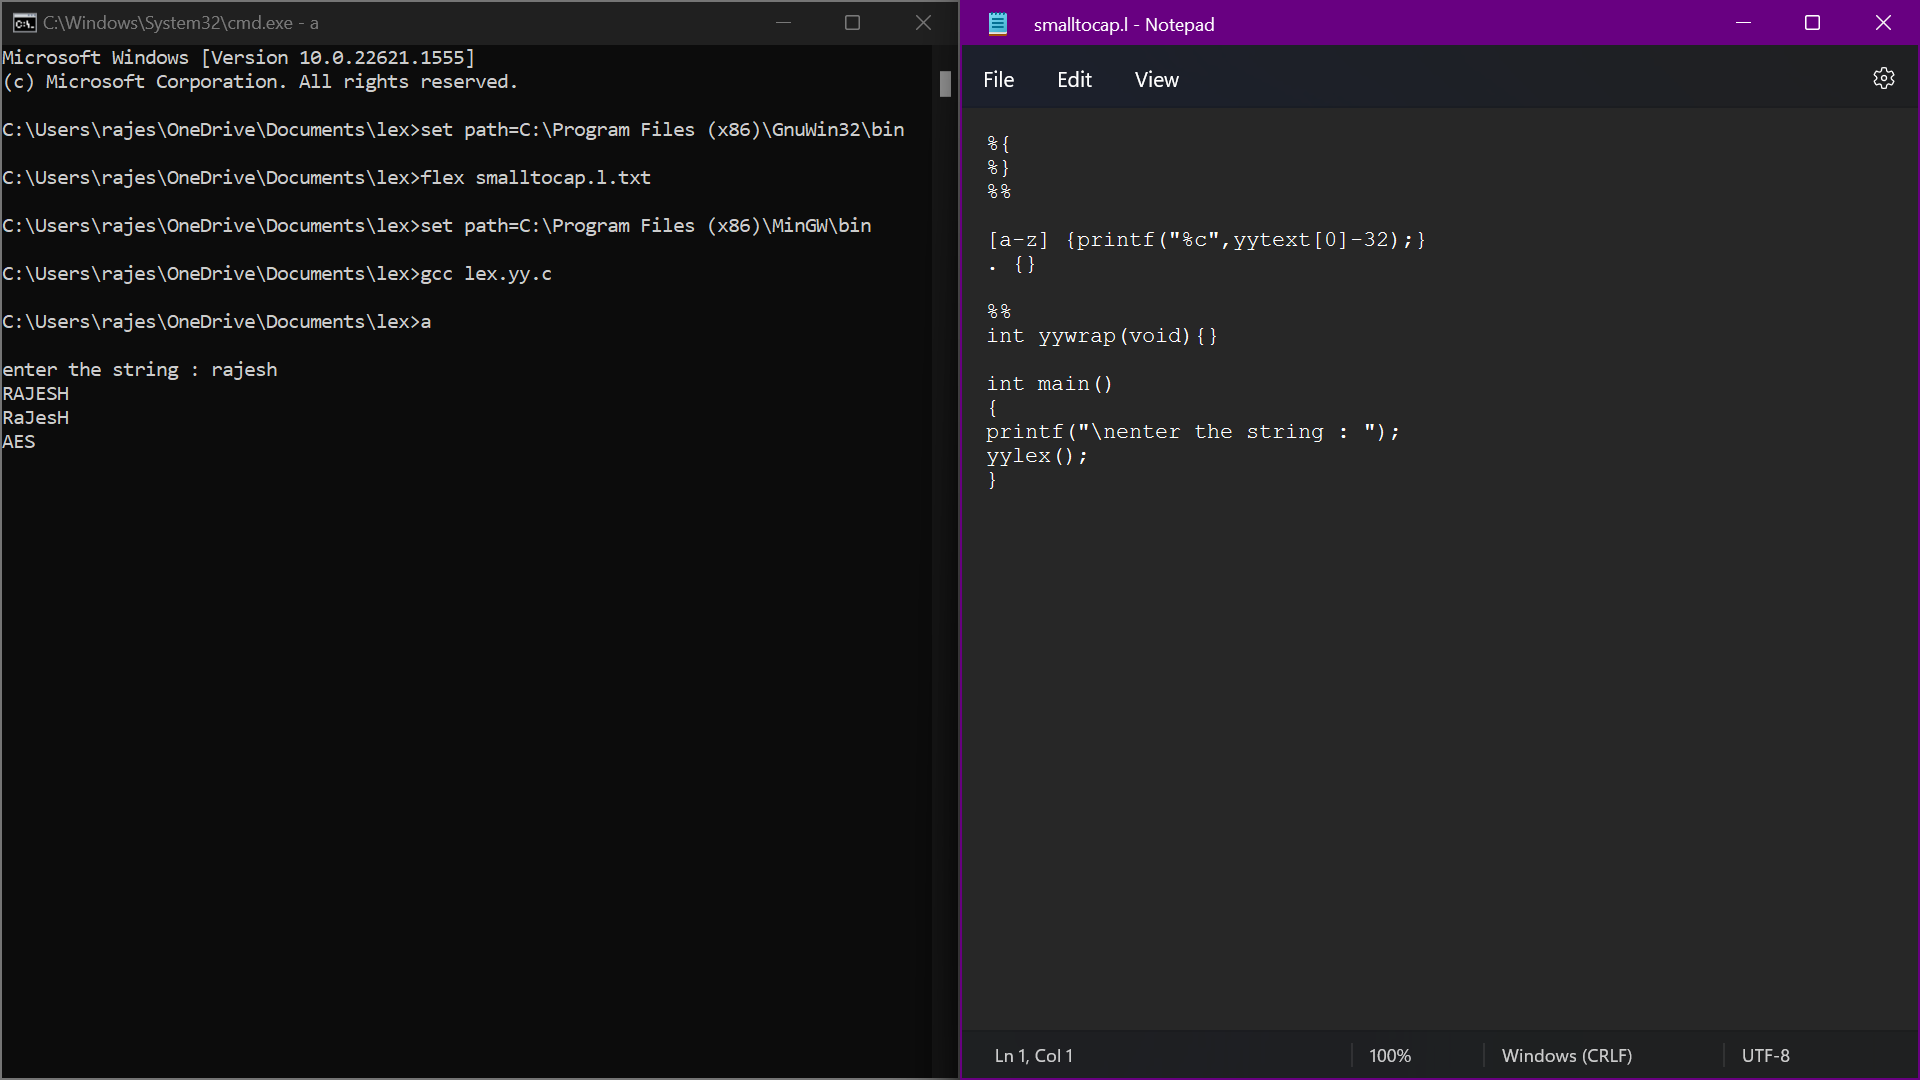 C:\Windows\System32\cmd.exe - a
Microsoft Windows [Version 10.0.22621.1555]
(c) Microsoft Corporation. All rights reserved.
C:\Users\rajes\OneDrive\Documents\lex>set path=C:\Program Files (x86)\GnuWin32\bin
C:\Users\rajes\OneDrive\Documents\lex>flex smalltocap.l.txt
C:\Users\rajes\OneDrive\Documents\lex>set path=C:\Program Files (x86)\MinGW\bin
C:\Users\rajes\OneDrive\Documents\lex>gcc lex.yy.c
C:\Users\rajes\OneDrive\Documents\lex>a
enter the string : rajesh
RAJESH
RaJesH
AES
smalltocap.l - Notepad
File Edit View
%{
%}
%%
[a-z] {printf("%c",yytext[0]-32);}
. {}
%%
int yywrap(void){}
int main()
{
printf("\nenter the string : ");
yylex();
}
Ln 1, Col 1 100% Windows (CRLF) UTF-8